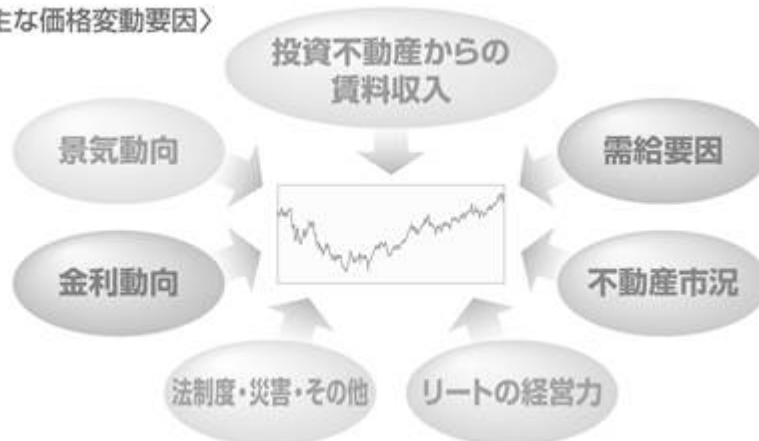 主な価格変動要因〉
投資不動産からの
賃料収入
景気動向
需給要因
金利動向
不動産市況
法制度・災害・その他
リートの経営力